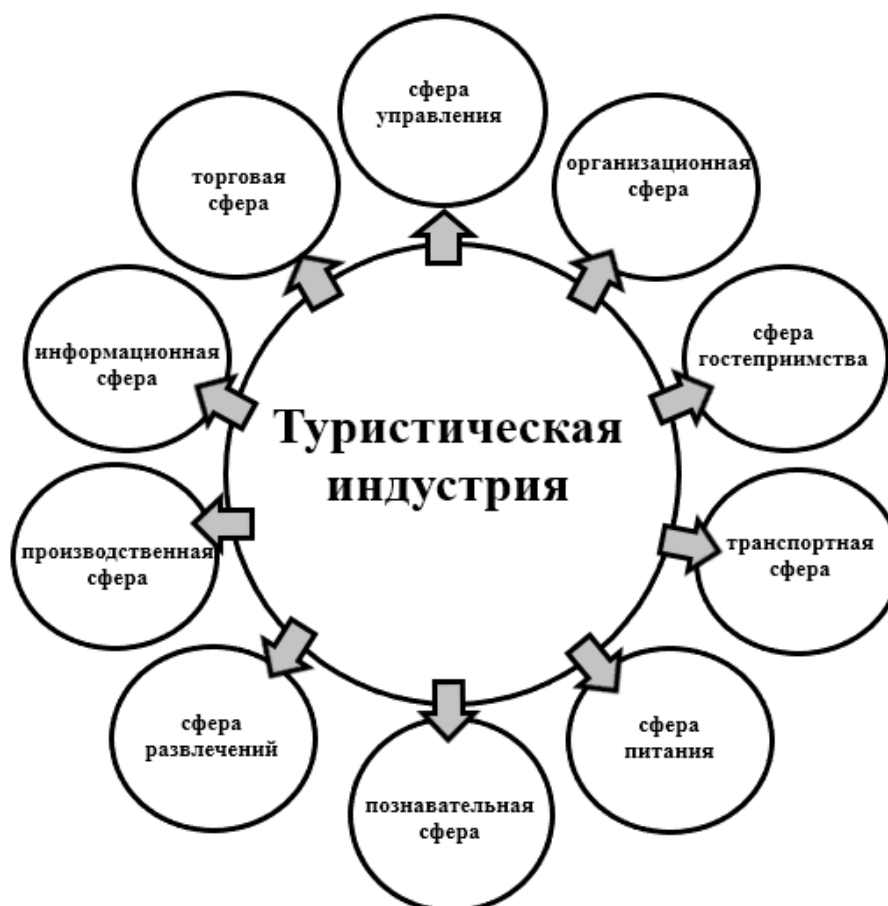 сфера
управления
организационная
сфера
сфера
гостеприимства
транспортная
сфера
сфера
питания
познавательная
сфера
сфера
развлечений
производственная
сфера
информационная
сфера
торговая
сфера
Туристическая
индустрия